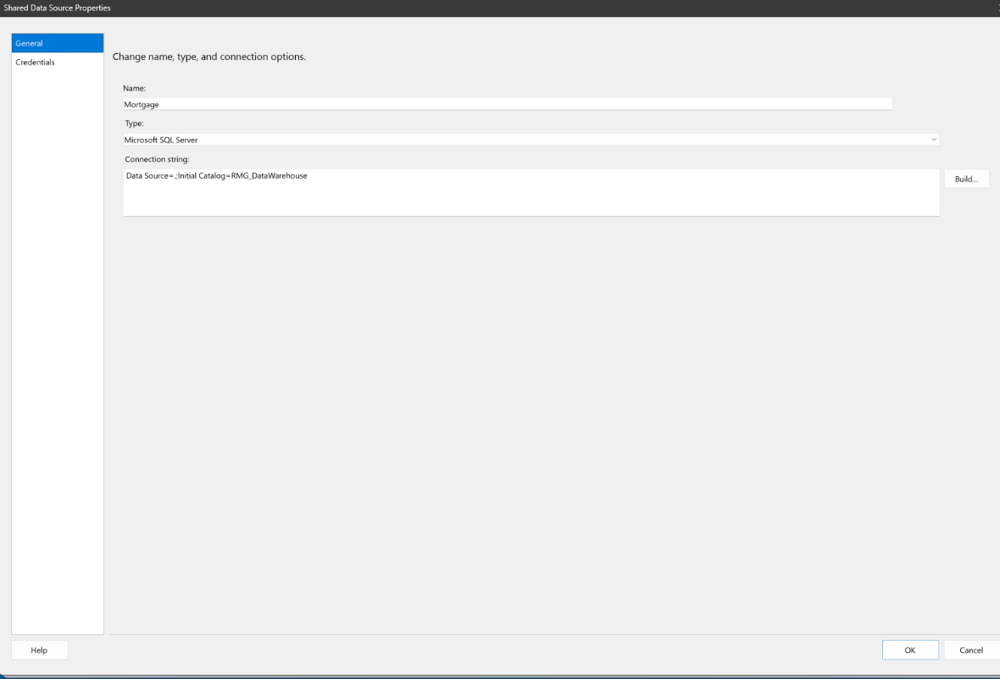 Shared Data Source Properties
General
Credentials
Change name, type, and connection options.
Name:
Mortgage
Type:
Microsoft SQL Server
Connection string:
Data Source=.;Initial Catalog=RMG_DataWarehouse
Build...
Help
OK
Cancel